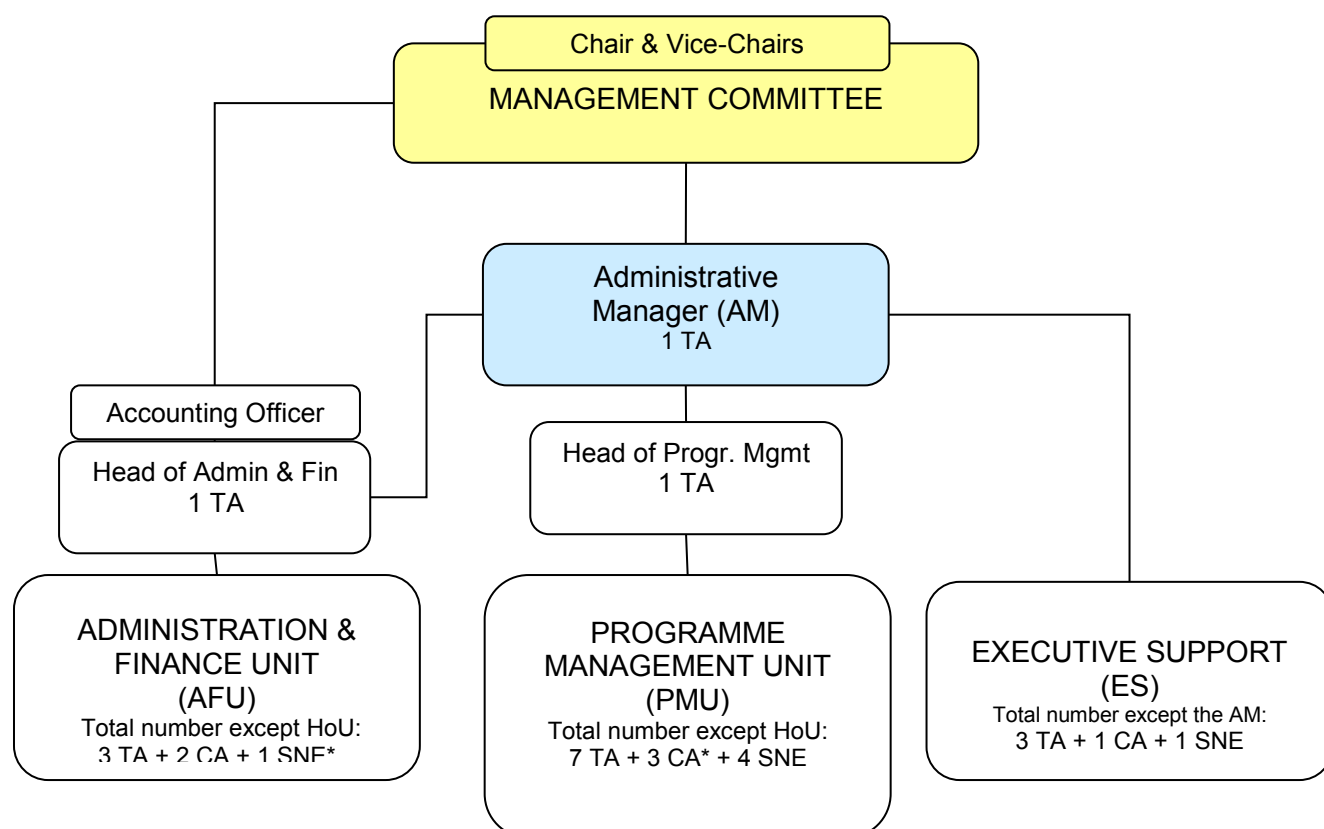 Chair & Vice-Chairs
MANAGEMENT COMMITTEE
Administrative
Manager (AM)
1 TA
Accounting Officer
Head of Admin & Fin
1 TA
Head of Progr. Mgmt
1 TA
ADMINISTRATION &
FINANCE UNIT
(AFU)
Total number except HoU:
3 TA + 2 CA + 1 SNE*
PROGRAMME
MANAGEMENT UNIT
(PMU)
Total number except HoU:
7 TA + 3 CA* + 4 SNE
EXECUTIVE SUPPORT
(ES)
Total number except the AM:
3 TA + 1 CA + 1 SNE